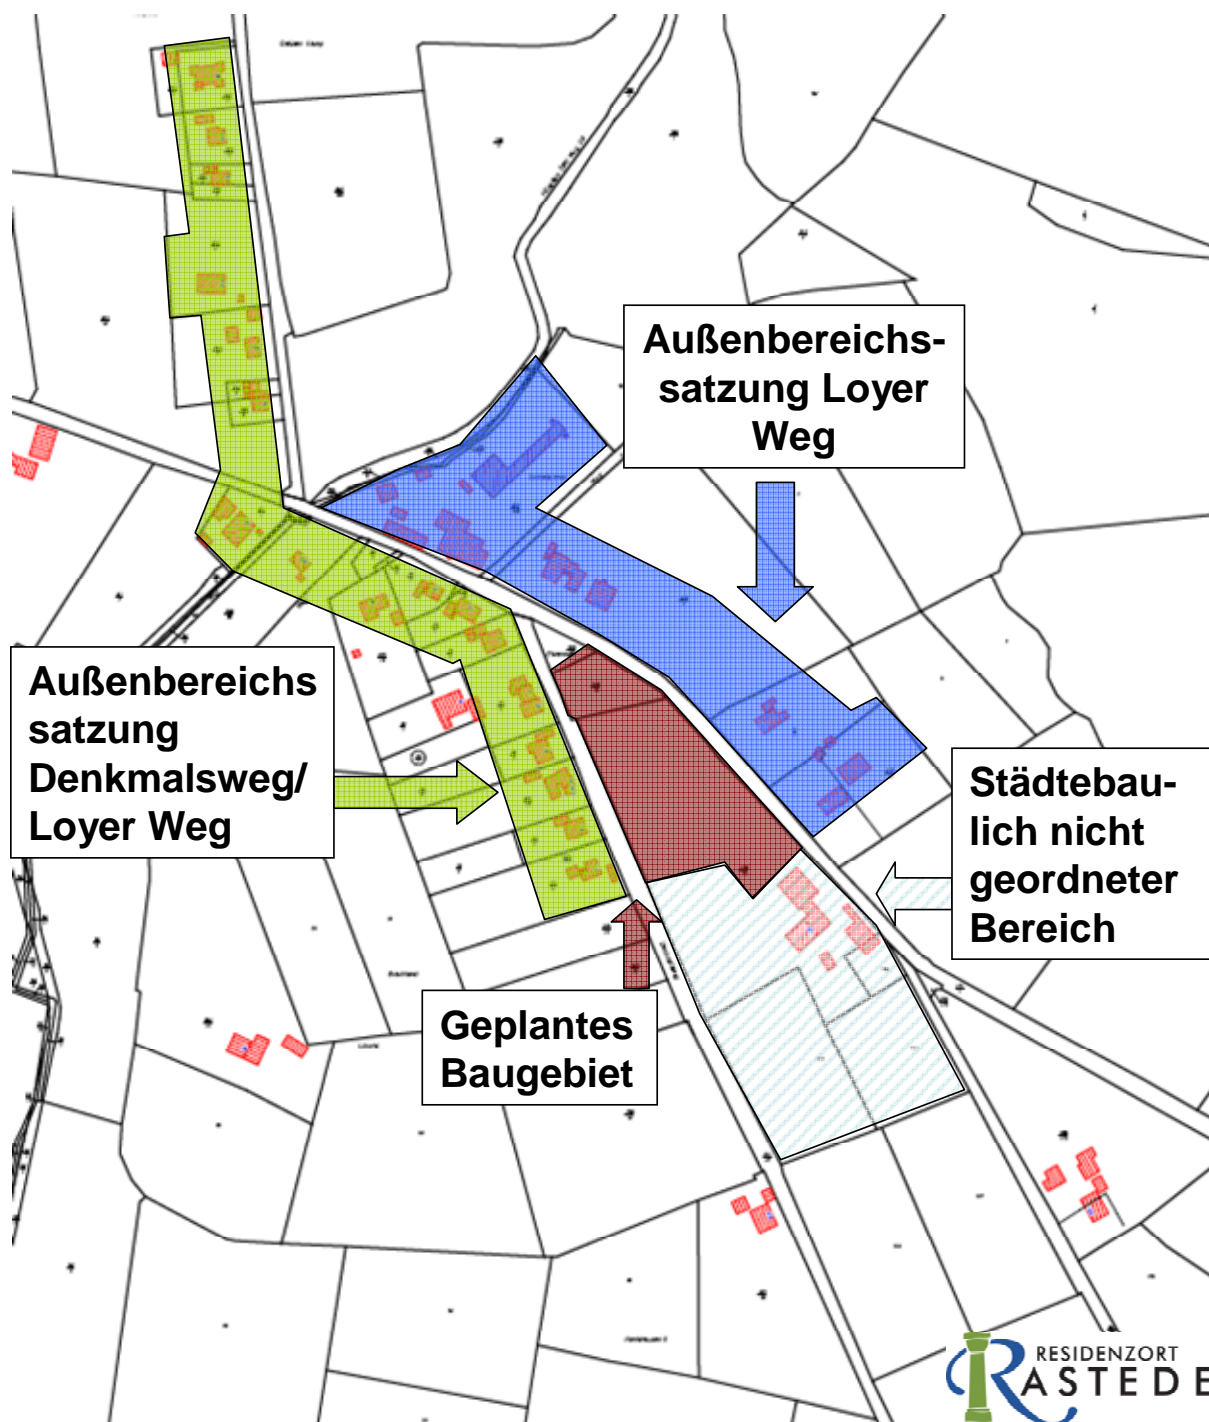 Außenbereichs-
satzung Loyer
Weg
Außenbereichs
satzung
Denkmalsweg/
Loyer Weg
Städtebau-
lich nicht
geordneter
Bereich
Geplantes
Baugebiet
RESIDENZORT
RASTEDE